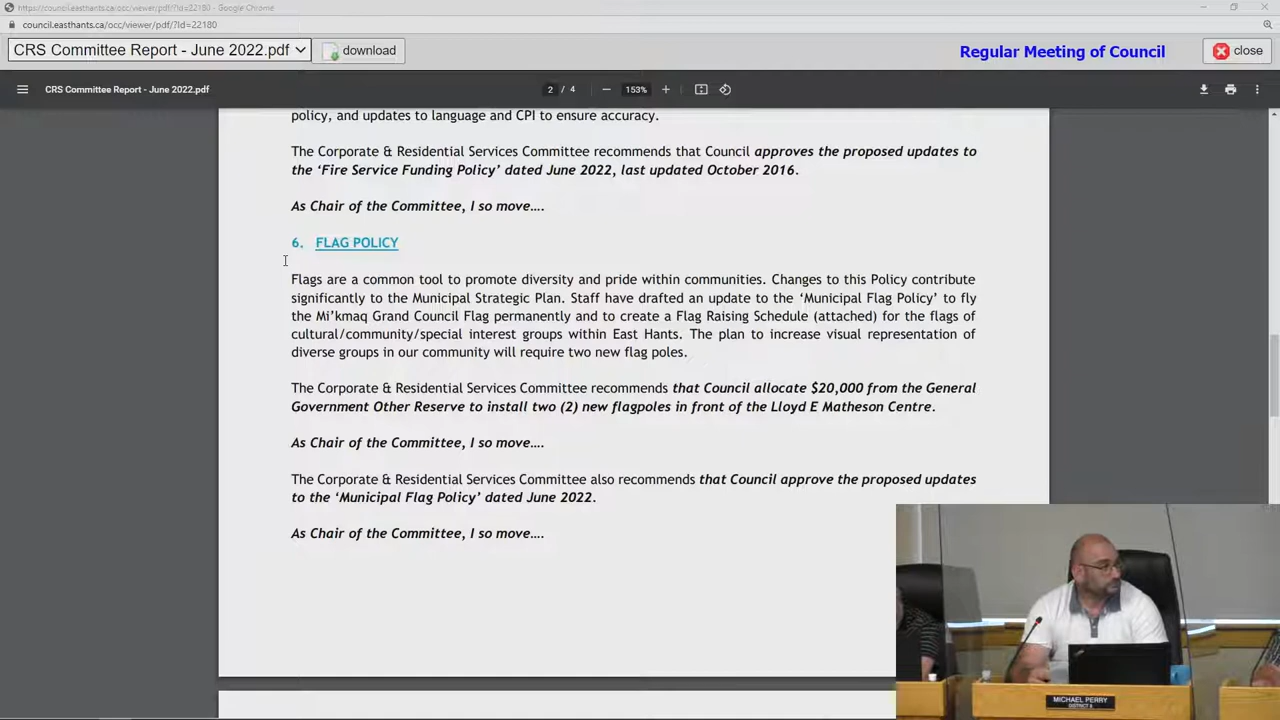 https://council.easthants.ca/occ/viewer/pdf/?Id=22180 - Google Chrome
council.easthants.ca/occ/viewer/pdf/?Id=22180
CRS Committee Report - June 2022.pdf
download
Regular Meeting of Council
close
CRS Committee Report - June 2022.pdf
2 / 4
153%
policy, and updates to language and CPI to ensure accuracy.
The Corporate & Residential Services Committee recommends that Council approves the proposed updates to
the ‘Fire Service Funding Policy’ dated June 2022, last updated October 2016.
As Chair of the Committee, I so move….
6. FLAG POLICY
Flags are a common tool to promote diversity and pride within communities. Changes to this Policy contribute
significantly to the Municipal Strategic Plan. Staff have drafted an update to the ‘Municipal Flag Policy’ to fly
the Mi’kmaq Grand Council Flag permanently and to create a Flag Raising Schedule (attached) for the flags of
cultural/community/special interest groups within East Hants. The plan to increase visual representation of
diverse groups in our community will require two new flag poles.
The Corporate & Residential Services Committee recommends that Council allocate $20,000 from the General
Government Other Reserve to install two (2) new flagpoles in front of the Lloyd E Matheson Centre.
As Chair of the Committee, I so move….
The Corporate & Residential Services Committee also recommends that Council approve the proposed updates
to the ‘Municipal Flag Policy’ dated June 2022.
As Chair of the Committee, I so move….
MICHAEL PERRY